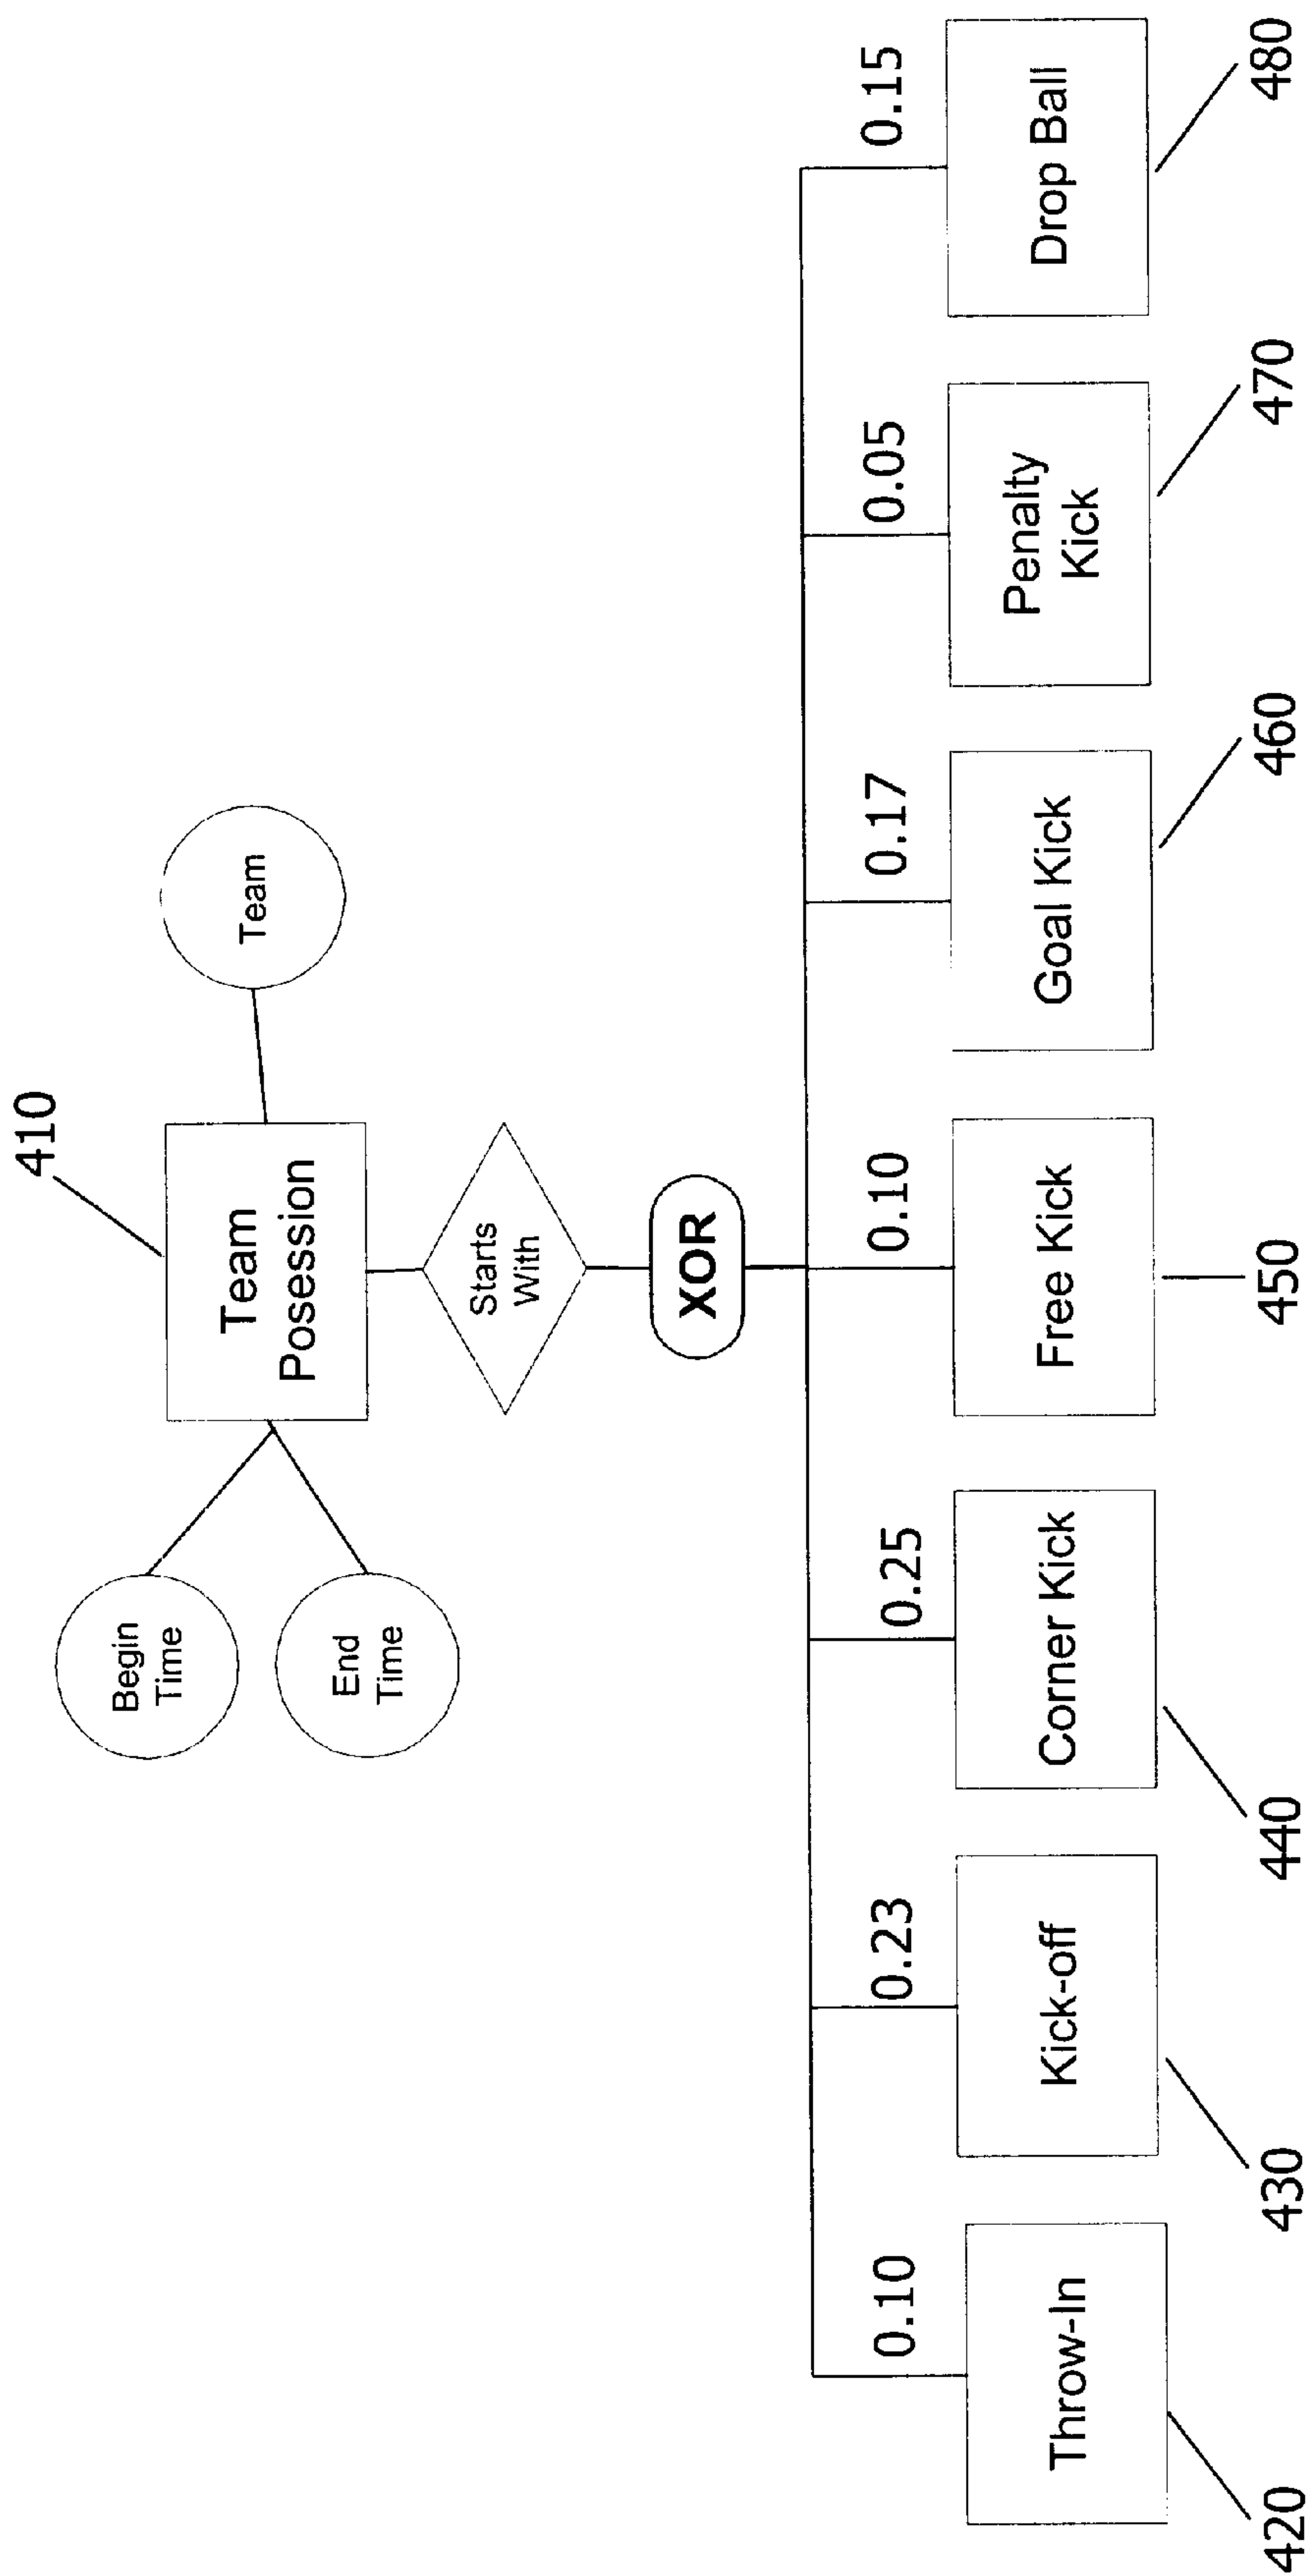 410
Team
Posession
Begin
Time
End
Time
Team
Starts
With
XOR
0.10
0.23
0.25
0.10
0.17
0.05
0.15
Throw-In
Kick-off
Corner Kick
Free Kick
Goal Kick
Penalty
Kick
Drop Ball
420
430
440
450
460
470
480